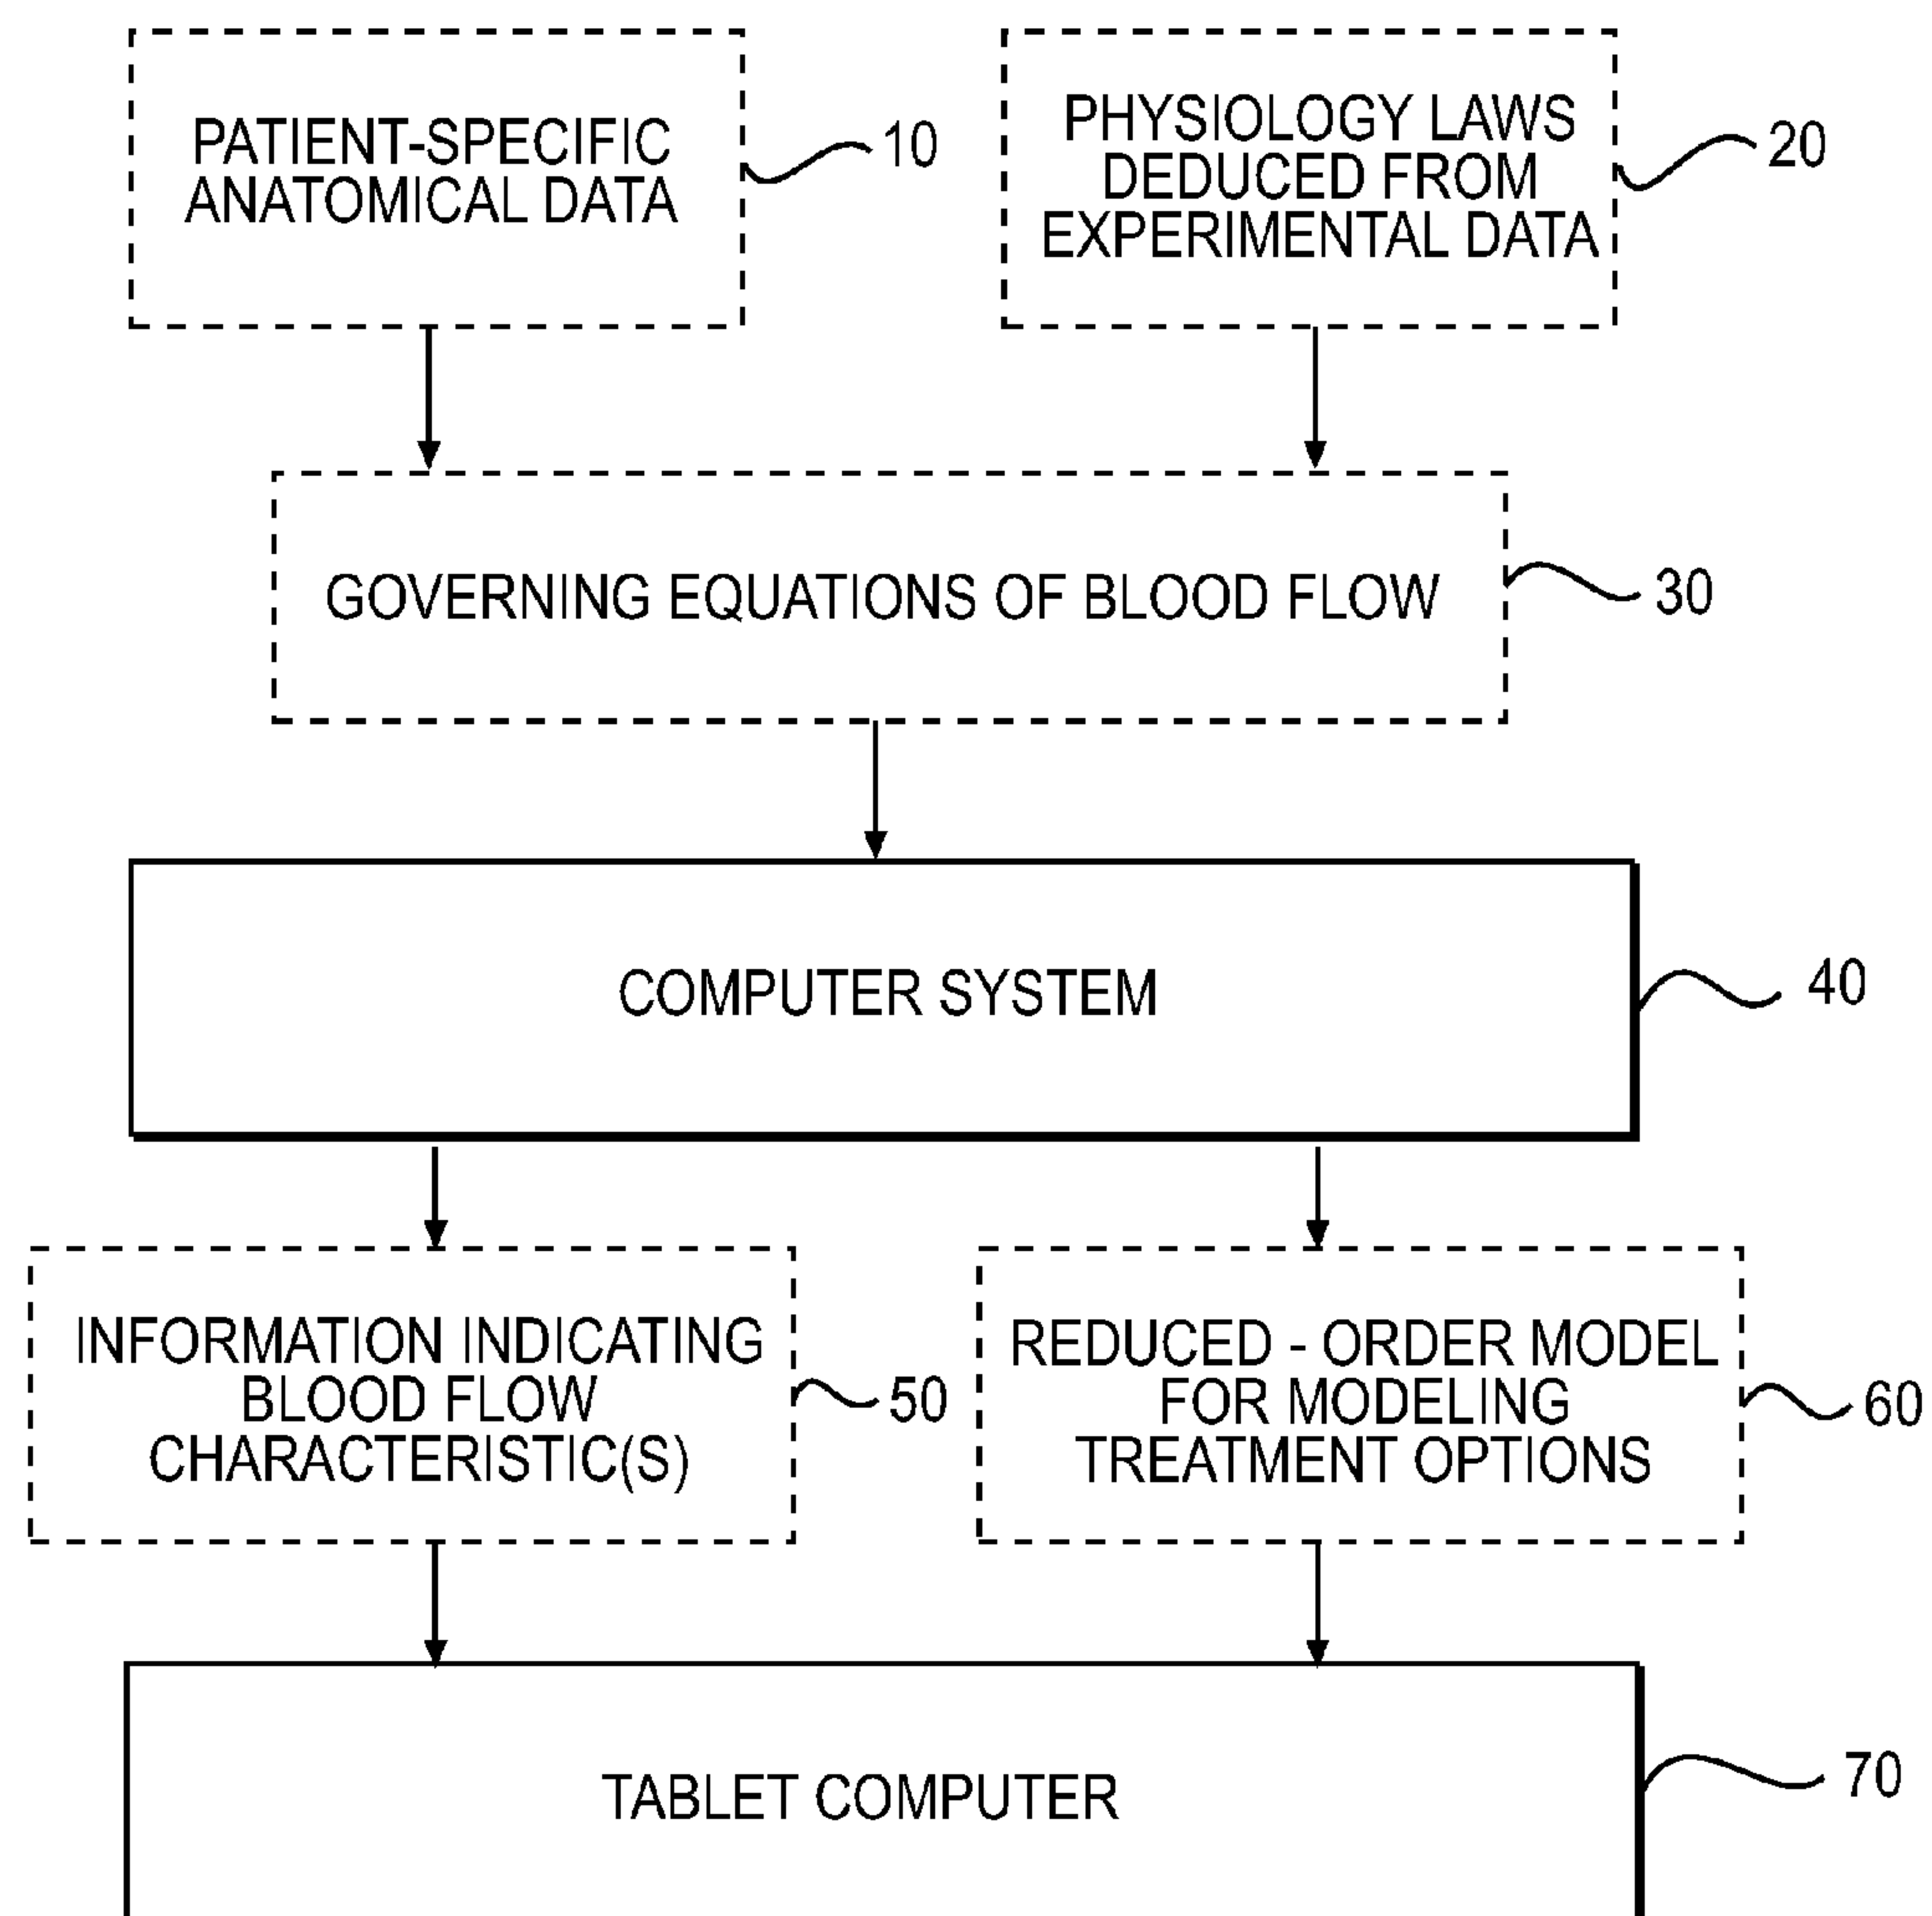 PATIENT-SPECIFIC
ANATOMICAL DATA
10
PHYSIOLOGY LAWS
DEDUCED FROM
EXPERIMENTAL DATA
20
GOVERNING EQUATIONS OF BLOOD FLOW
30
COMPUTER SYSTEM
40
INFORMATION INDICATING
BLOOD FLOW
CHARACTERISTIC(S)
50
REDUCED - ORDER MODEL
FOR MODELING
TREATMENT OPTIONS
60
TABLET COMPUTER
70